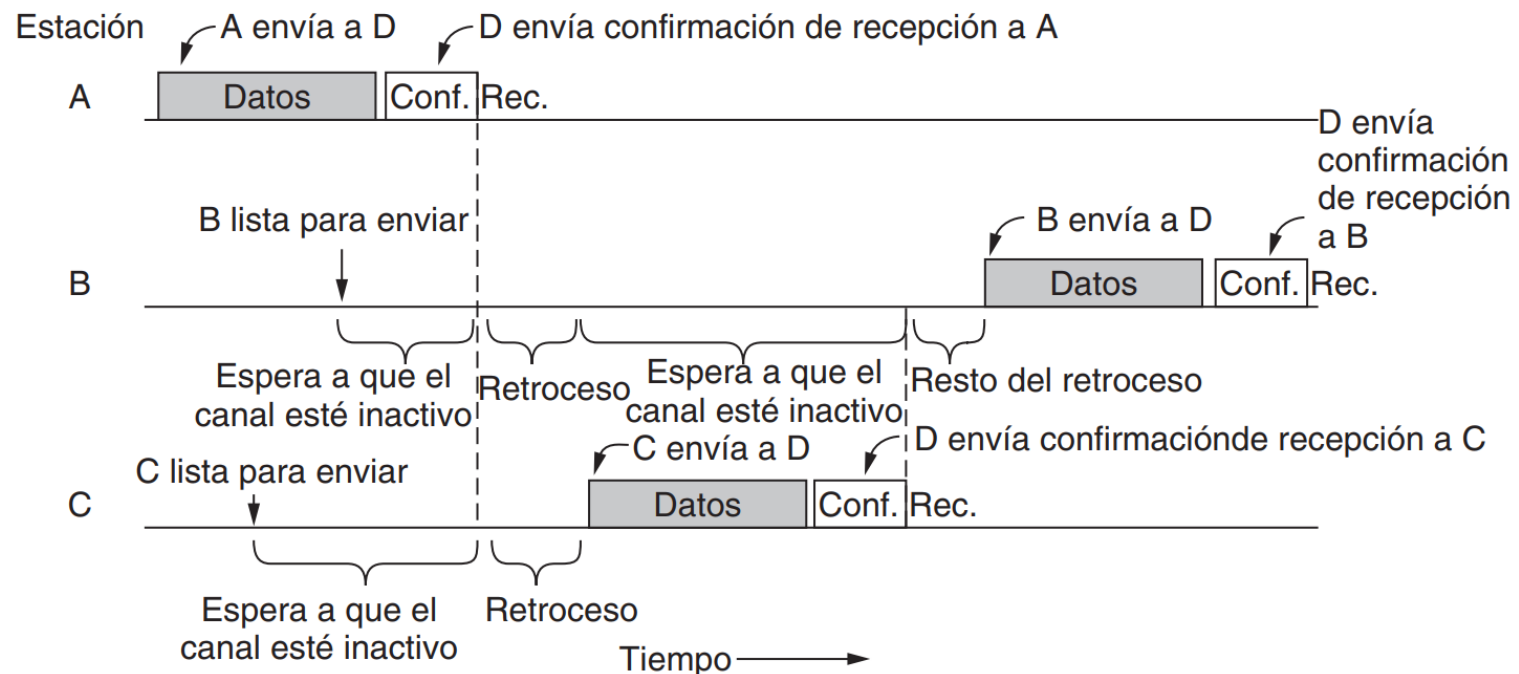 Estación
A envía a D
D envía confirmación de recepción a A
A
Datos
Conf.
Rec.
D envía
confirmación
de recepción
a B
B lista para enviar
B envía a D
B
Datos
Conf.
Rec.
Espera a que el
canal esté inactivo
Retroceso
Espera a que el
canal esté inactivo
Resto del retroceso
C lista para enviar
C envía a D
D envía confirmaciónde recepción a C
C
Datos
Conf.
Rec.
Espera a que el
canal esté inactivo
Retroceso
Tiempo